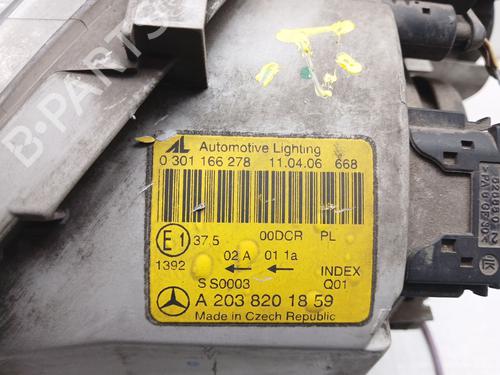 B-PARTS
AL Automotive Lighting
0 301 166 278 11.04.06 668
E1 37.5 00DCR PL
1392 02 A 01 1a
INDEX
S S0003 Q01
A 203 820 18 59
Made in Czech Republic